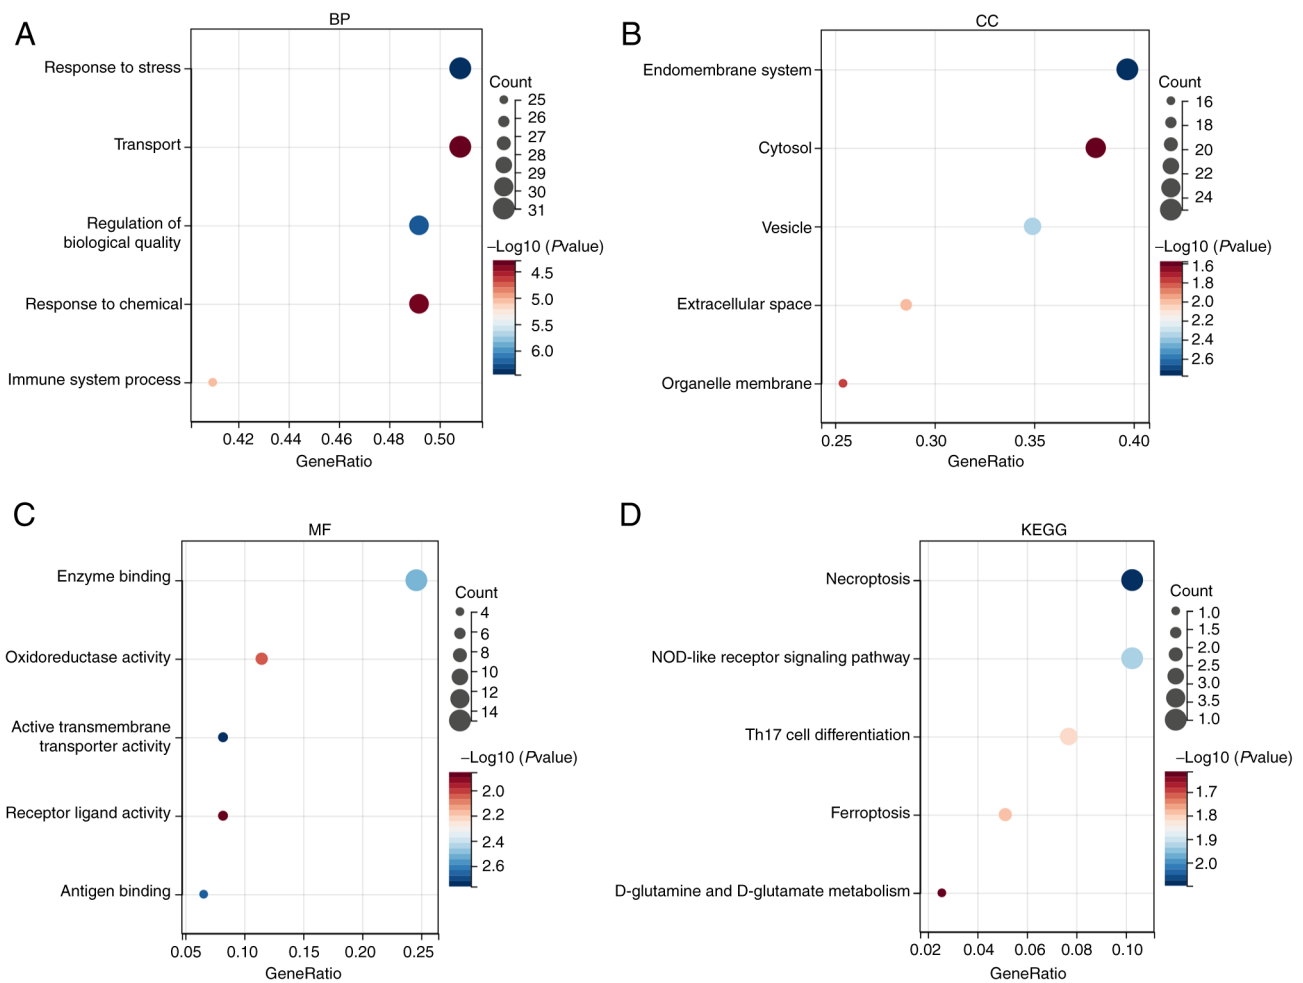 A
BP
Response to stress
Transport
Regulation of
biological quality
Response to chemical
Immune system process
0.42 0.44 0.46 0.48 0.50
GeneRatio
Count
25
26
27
28
29
30
31
–Log10 (Pvalue)
4.5
5.0
5.5
6.0
B
CC
Endomembrane system
Cytosol
Vesicle
Extracellular space
Organelle membrane
0.25 0.30 0.35 0.40
GeneRatio
Count
16
18
20
22
24
–Log10 (Pvalue)
1.6
1.8
2.0
2.2
2.4
2.6
C
MF
Enzyme binding
Oxidoreductase activity
Active transmembrane
transporter activity
Receptor ligand activity
Antigen binding
0.05 0.10 0.15 0.20 0.25
GeneRatio
Count
4
6
8
10
12
14
–Log10 (Pvalue)
2.0
2.2
2.4
2.6
D
KEGG
Necroptosis
NOD-like receptor signaling pathway
Th17 cell differentiation
Ferroptosis
D-glutamine and D-glutamate metabolism
0.02 0.04 0.06 0.08 0.10
GeneRatio
Count
1.0
1.5
2.0
2.5
3.0
3.5
1.0
–Log10 (Pvalue)
1.7
1.8
1.9
2.0